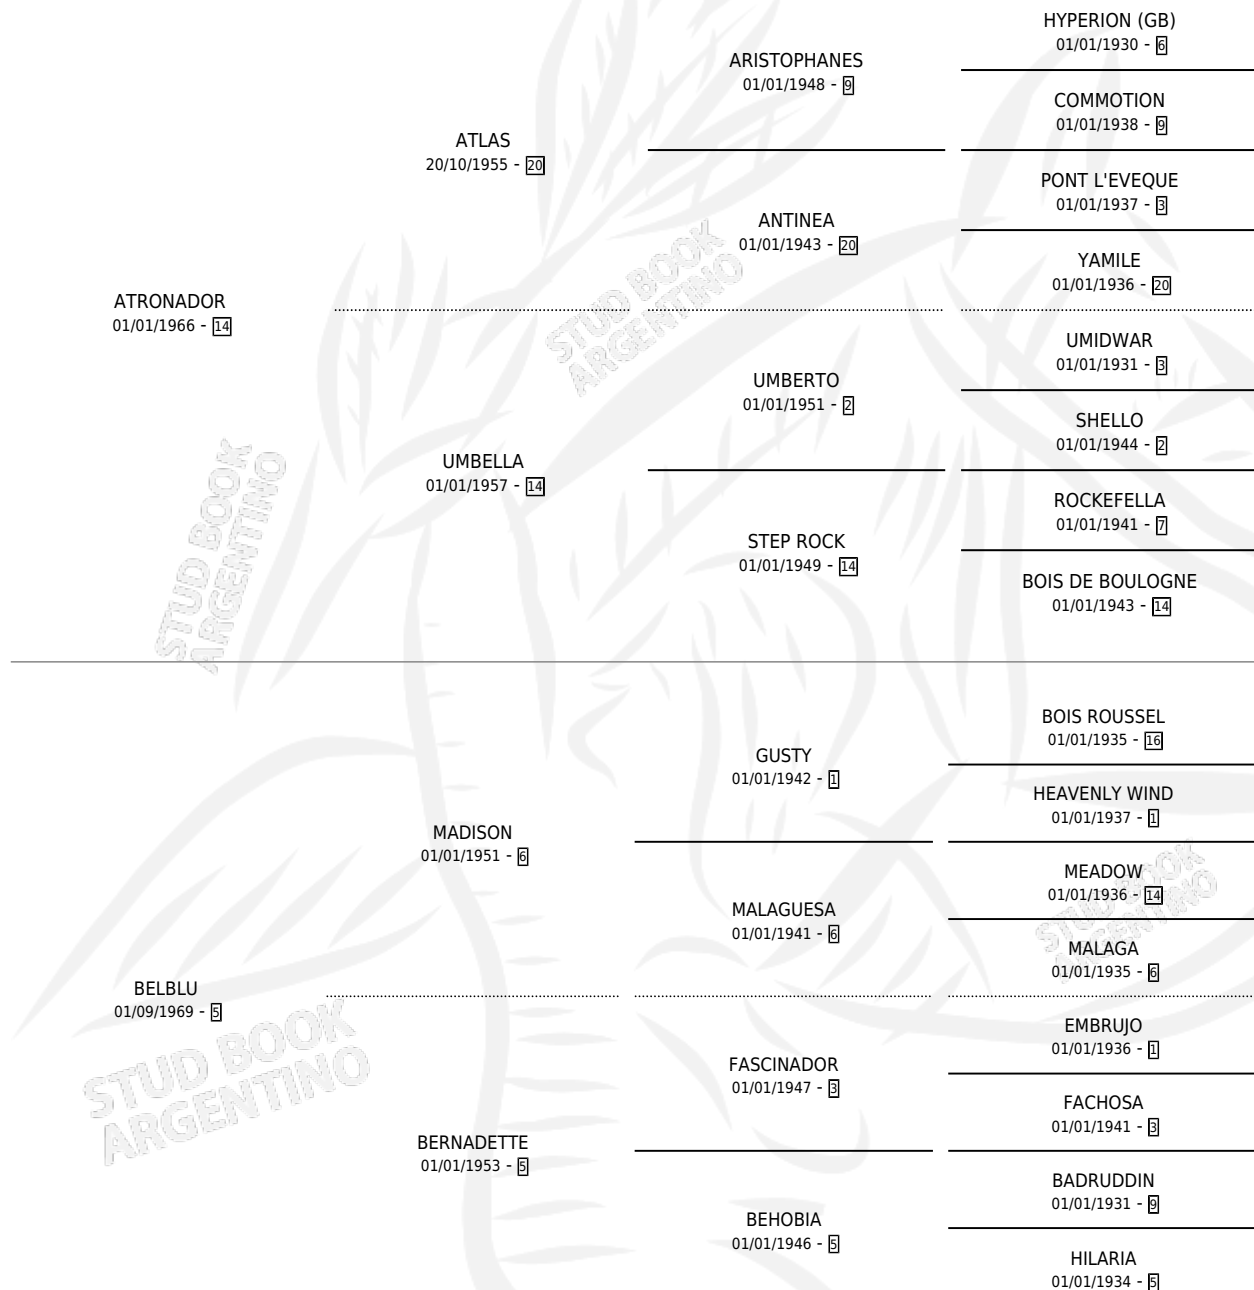 HYPERION (GB)
01/01/1930 - 6
ARISTOPHANES
01/01/1948 - 9
COMMOTION
01/01/1938 - 9
ATLAS
20/10/1955 - 20
PONT L'EVEQUE
01/01/1937 - 3
ANTINEA
01/01/1943 - 20
YAMILE
01/01/1936 - 20
ATRONADOR
01/01/1966 - 14
STUD BOOK
ARGENTINO
UMIDWAR
01/01/1931 - 3
UMBERTO
01/01/1951 - 2
SHELLO
01/01/1944 - 2
UMBELLA
01/01/1957 - 14
ROCKEFELLA
01/01/1941 - 7
STEP ROCK
01/01/1949 - 14
BOIS DE BOULOGNE
01/01/1943 - 14
STUD BOOK
ARGENTINO
BOIS ROUSSEL
01/01/1935 - 16
GUSTY
01/01/1942 - 1
HEAVENLY WIND
01/01/1937 - 1
MADISON
01/01/1951 - 6
MEADOW
01/01/1936 - 14
MALAGUESA
01/01/1941 - 6
MALAGA
01/01/1935 - 6
STUD BOOK
ARGENTINO
BELBLU
01/09/1969 - 5
EMBRUJO
01/01/1936 - 1
FASCINADOR
01/01/1947 - 3
FACHOSA
01/01/1941 - 3
STUD BOOK
ARGENTINO
BERNADETTE
01/01/1953 - 5
BADRUDDIN
01/01/1931 - 9
BEHOBIA
01/01/1946 - 5
HILARIA
01/01/1934 - 5